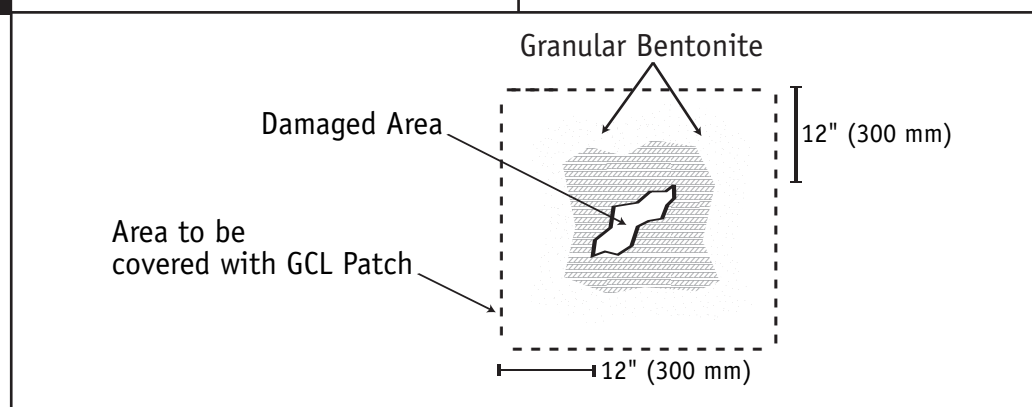 Granular Bentonite
Damaged Area
12" (300 mm)
Area to be
covered with GCL Patch
12" (300 mm)